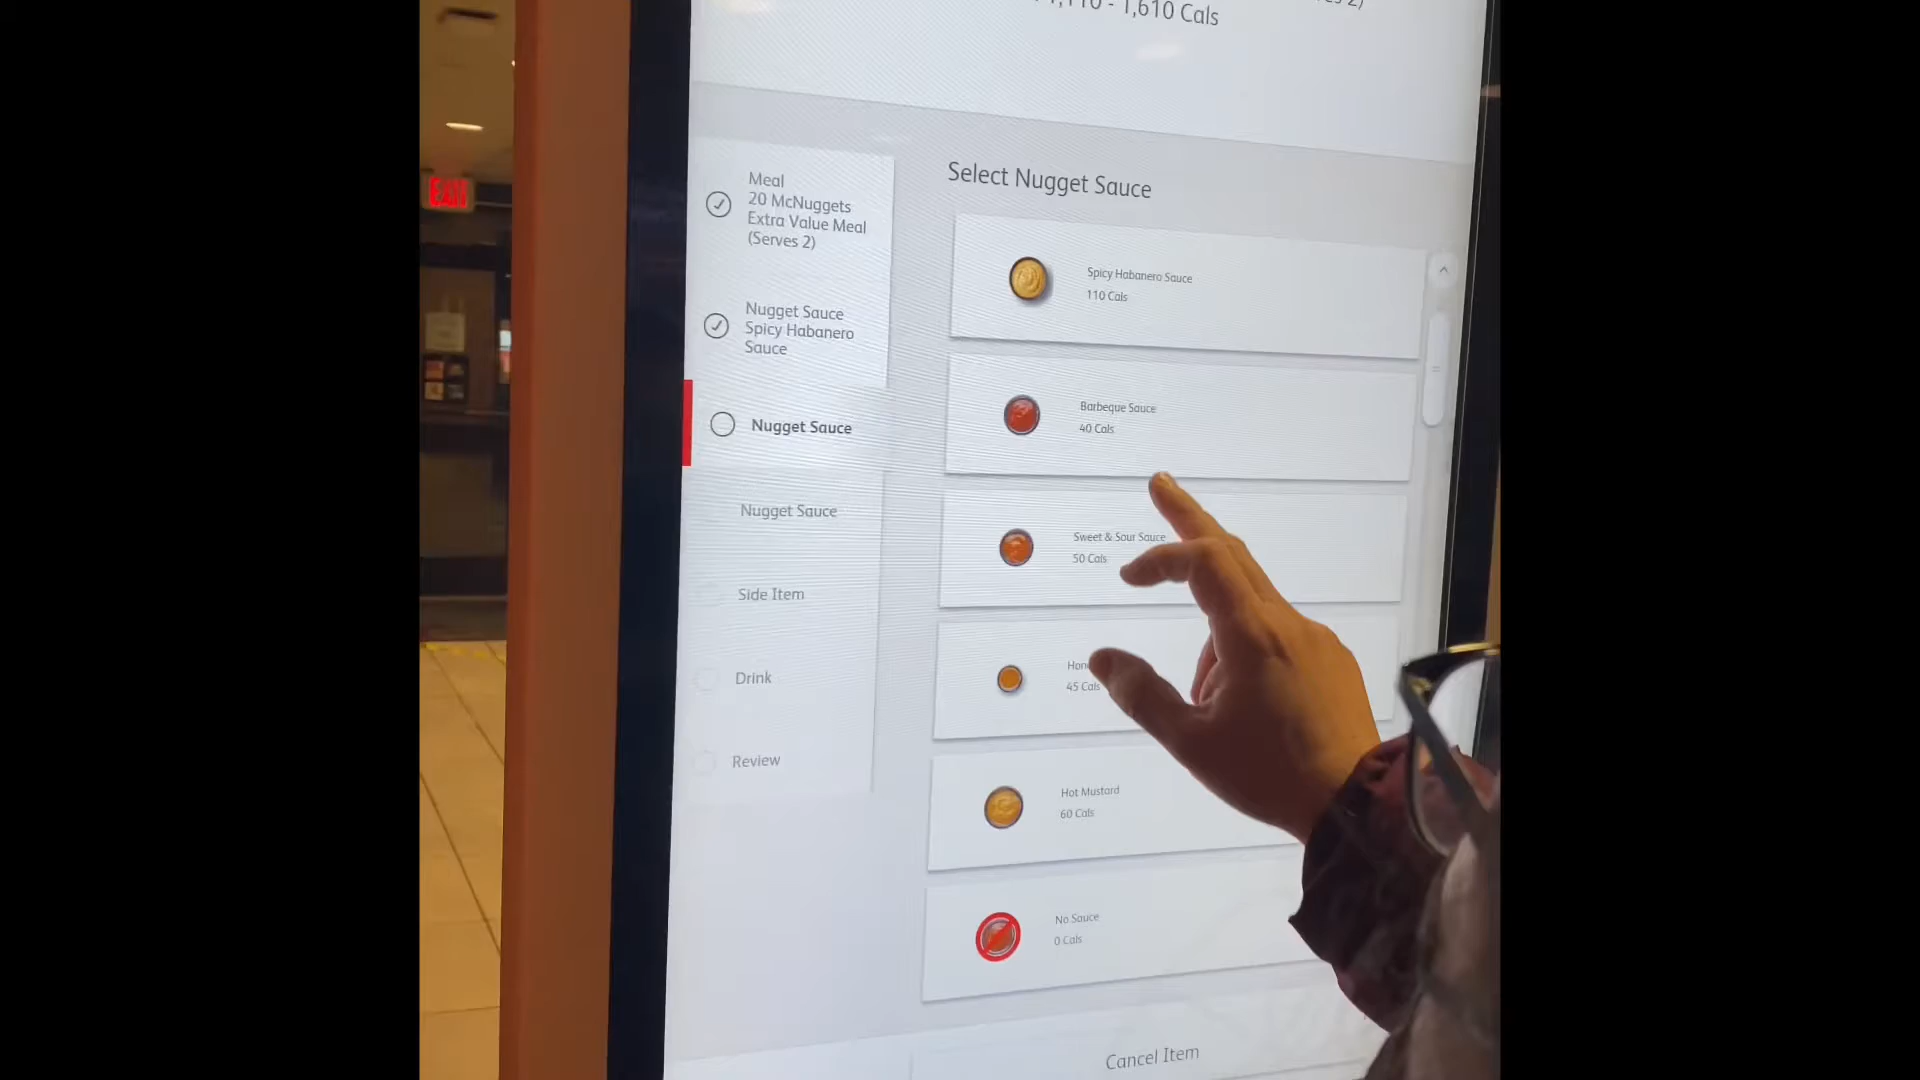 1,610 Cals
Meal
20 McNuggets
Extra Value Meal
(Serves 2)
Nugget Sauce
Spicy Habanero
Sauce
Nugget Sauce
Nugget Sauce
Side Item
Drink
Review
Select Nugget Sauce
Spicy Habanero Sauce
110 Cals
Barbeque Sauce
40 Cals
Sweet & Sour Sauce
50 Cals
45 Cals
Hot Mustard
60 Cals
No Sauce
0 Cals
Cancel Item